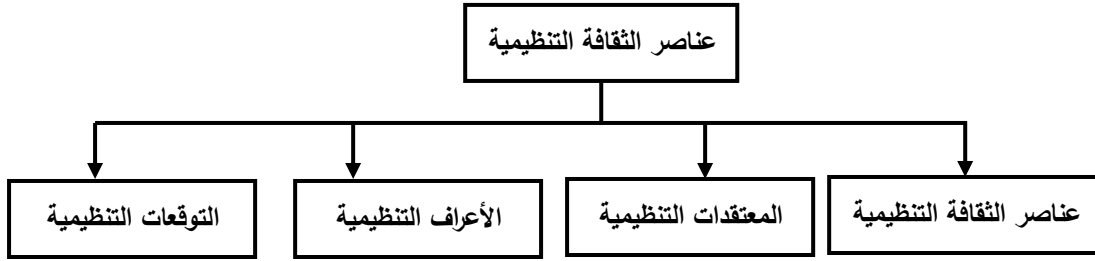 عناصر الثقافة التنظيمية
عناصر الثقافة التنظيمية
المعتقدات التنظيمية
الأعراف التنظيمية
التوقعات التنظيمية